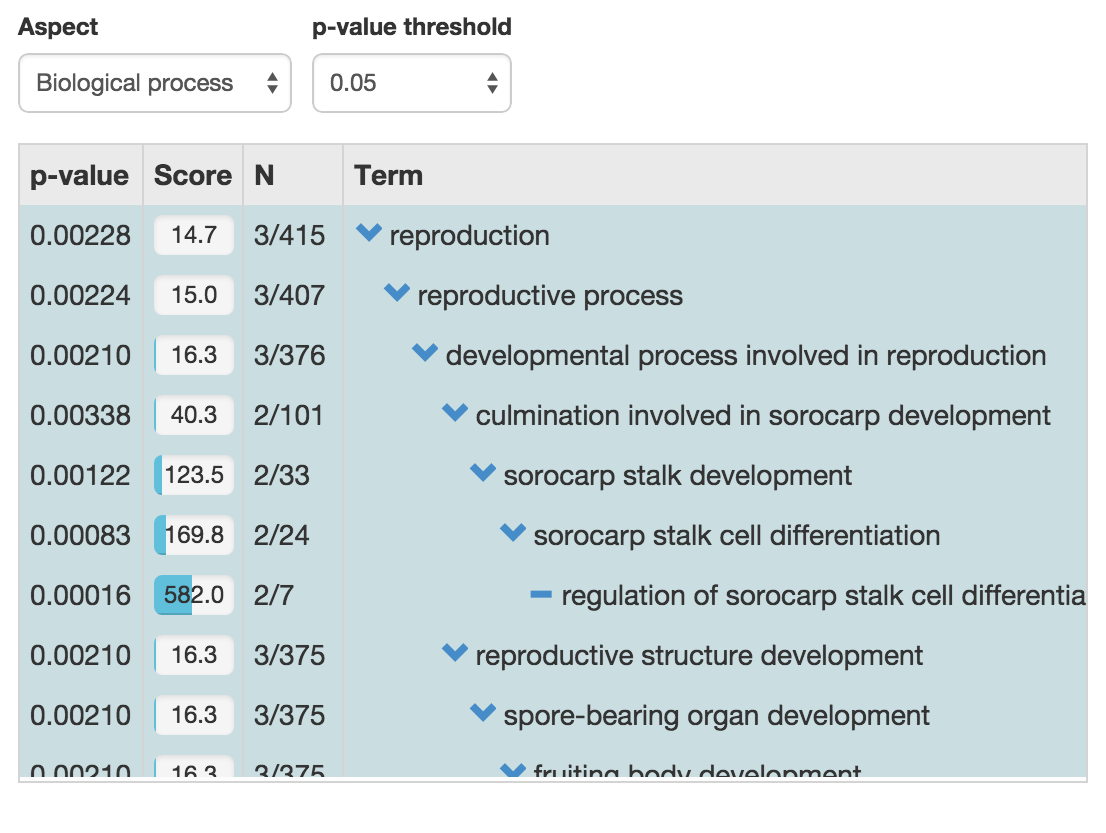 Aspect p-value threshold
Biological process 0.05
p-value Score N Term
0.00228 14.7 3/415 reproduction
0.00224 15.0 3/407 reproductive process
0.00210 16.3 3/376 developmental process involved in reproduction
0.00338 40.3 2/101 culmination involved in sorocarp development
0.00122 123.5 2/33 sorocarp stalk development
0.00083 169.8 2/24 sorocarp stalk cell differentiation
0.00016 582.0 2/7 regulation of sorocarp stalk cell differentia
0.00210 16.3 3/375 reproductive structure development
0.00210 16.3 3/375 spore-bearing organ development
0.00210 16.3 3/375 fruiting body development